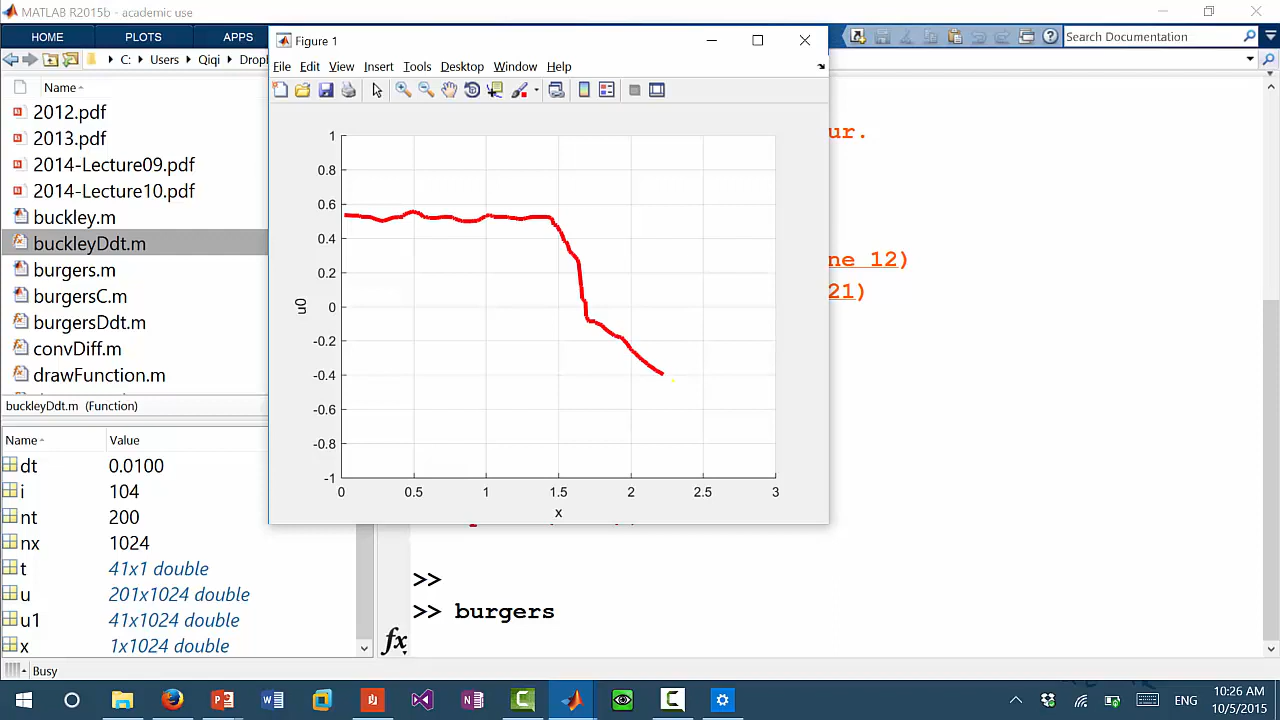 MATLAB R2015b - academic use
HOME PLOTS APPS
Search Documentation
C: Users Qiqi
Name
2012.pdf
2013.pdf
2014-Lecture09.pdf
2014-Lecture10.pdf
buckley.m
buckleyDdt.m
burgers.m
burgersC.m
burgersDdt.m
convDiff.m
drawFunction.m
buckleyDdt.m (Function)
Name Value
dt 0.0100
i 104
nt 200
nx 1024
t 41x1 double
u 201x1024 double
u1 41x1024 double
x 1x1024 double
Busy
Figure 1
File Edit View Insert Tools Desktop Window Help
1
0.8
0.6
0.4
0.2
0
-0.2
-0.4
-0.6
-0.8
-1
u0
0 0.5 1 1.5 2 2.5 3
x
ur.
ne 12)
21)
>>
>> burgers
fx
ENG
10:26 AM
10/5/2015